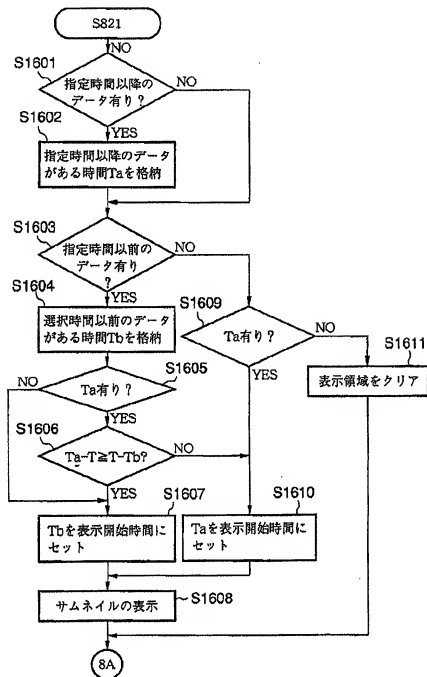 S821
NO
S1601
指定時間以降の
データ有り?
NO
S1602
YES
指定時間以降のデータ
がある時間Taを格納
S1603
指定時間以前の
データ有り
?
NO
S1604
YES
選択時間以前のデータ
がある時間Tbを格納
S1609
Ta有り?
NO
S1611
表示領域をクリア
YES
S1605
NO
Ta有り?
YES
S1606
Ta-T≧T-Tb?
NO
YES
S1607
Tbを表示開始時間に
セット
S1610
Taを表示開始時間に
セット
サムネイルの表示
S1608
8A